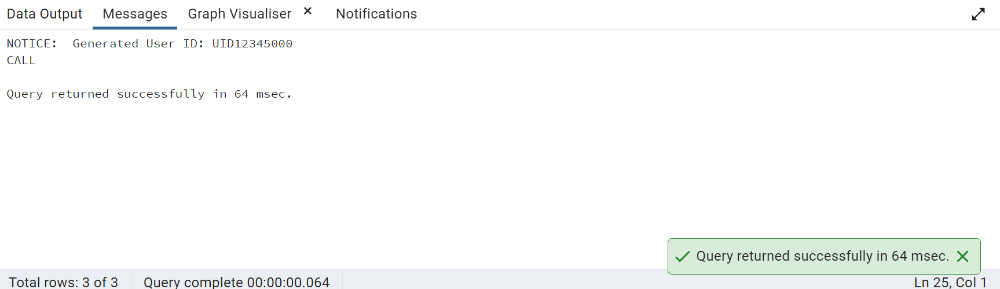 Data Output Messages Graph Visualiser × Notifications
NOTICE:  Generated User ID: UID12345000
CALL
Query returned successfully in 64 msec.
Query returned successfully in 64 msec.
Total rows: 3 of 3 Query complete 00:00:00.064 Ln 25, Col 1